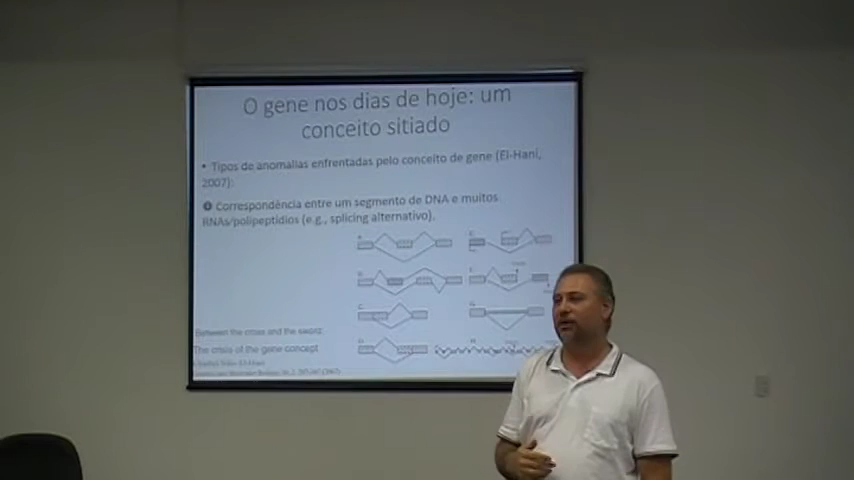 O gene nos dias de hoje: um
conceito sitiado
• Tipos de anomalias enfrentadas pelo conceito de gene (El-Hani,
2007):
❶ Correspondência entre um segmento de DNA e muitos
RNAs/polipeptídios (e.g., splicing alternativo).
Between the cross and the sword:
The crisis of the gene concept